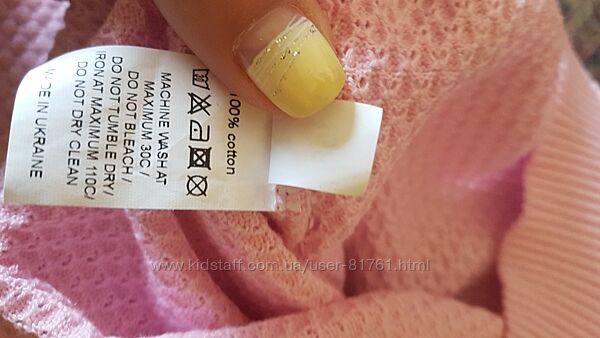 100% cotton
MACHINE WASH AT
MAXIMUM 30C /
DO NOT BLEACH /
DO NOT TUMBLE DRY/
IRON AT MAXIMUM 110C/
DO NOT DRY CLEAN
MADE IN UKRAINE
www.kidstaff.com.ua/user-81761.html